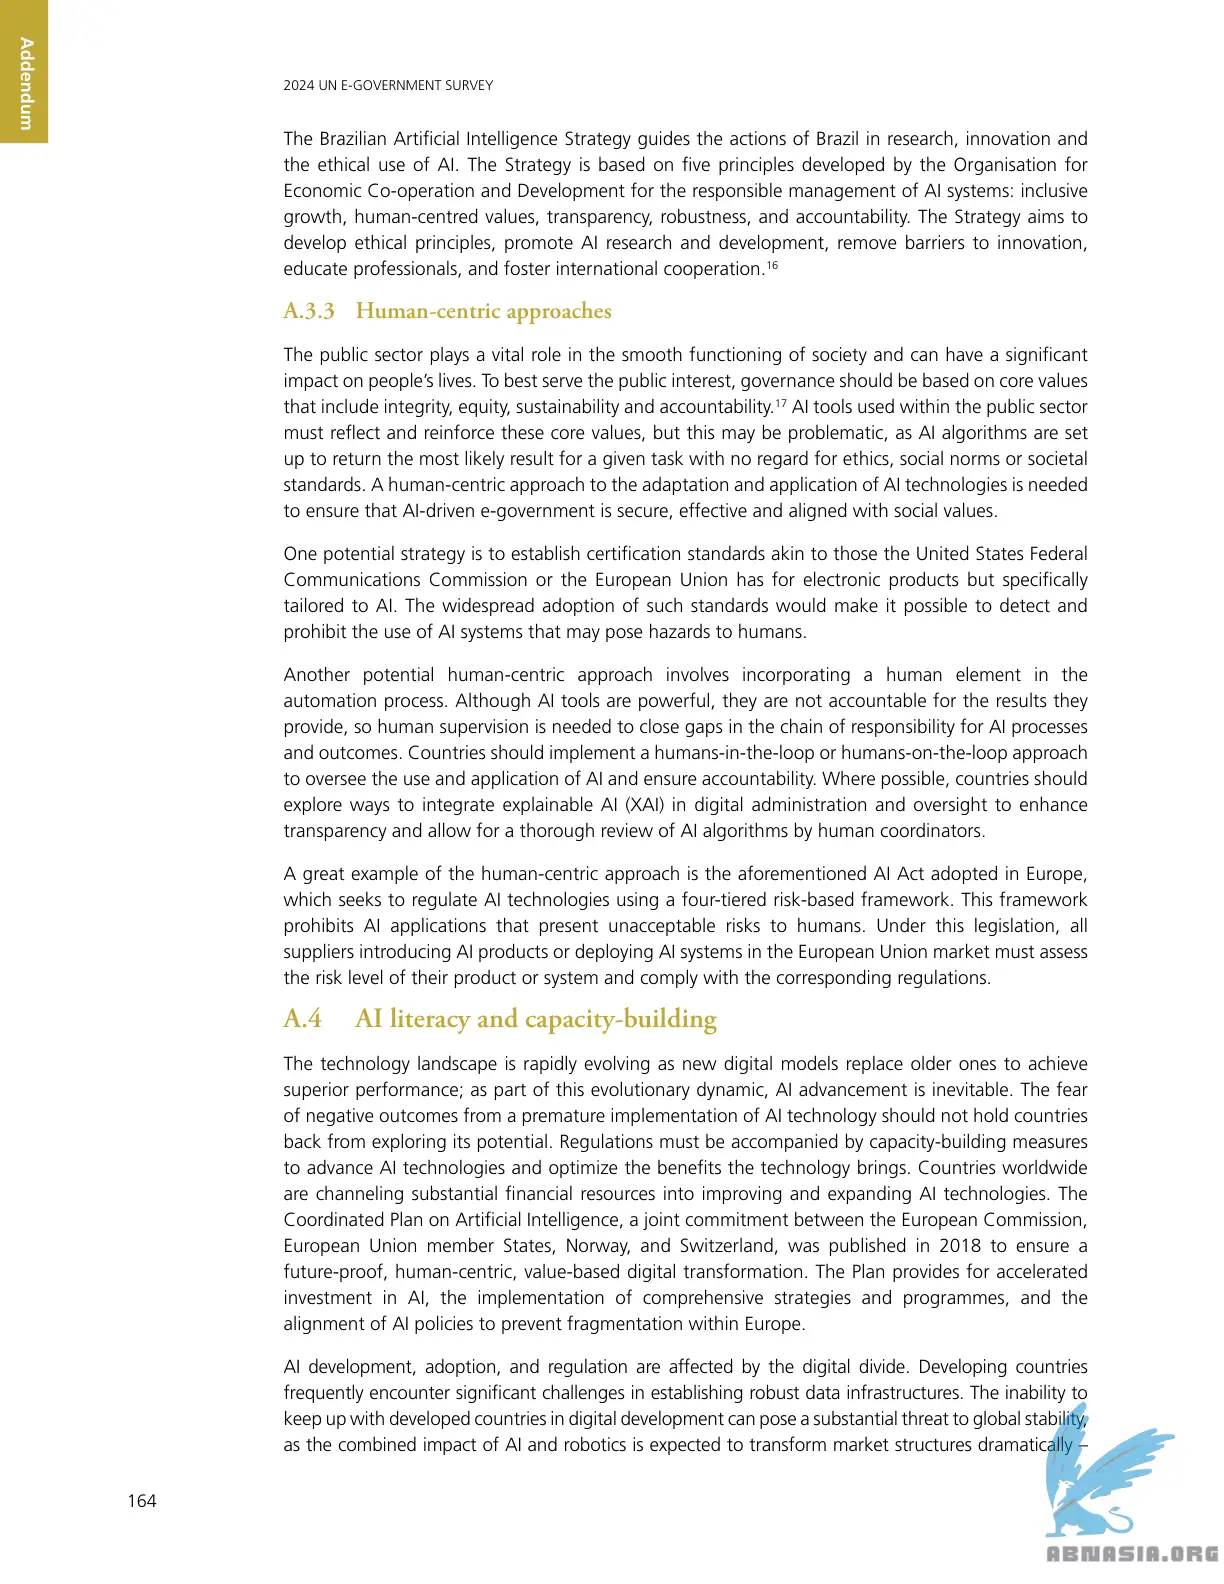 Addendum
2024 UN E-GOVERNMENT SURVEY
The Brazilian Artificial Intelligence Strategy guides the actions of Brazil in research, innovation and
the ethical use of AI. The Strategy is based on five principles developed by the Organisation for
Economic Co-operation and Development for the responsible management of AI systems: inclusive
growth, human-centred values, transparency, robustness, and accountability. The Strategy aims to
develop ethical principles, promote AI research and development, remove barriers to innovation,
educate professionals, and foster international cooperation.16
A.3.3 Human-centric approaches
The public sector plays a vital role in the smooth functioning of society and can have a significant
impact on people’s lives. To best serve the public interest, governance should be based on core values
that include integrity, equity, sustainability and accountability.17 AI tools used within the public sector
must reflect and reinforce these core values, but this may be problematic, as AI algorithms are set
up to return the most likely result for a given task with no regard for ethics, social norms or societal
standards. A human-centric approach to the adaptation and application of AI technologies is needed
to ensure that AI-driven e-government is secure, effective and aligned with social values.
One potential strategy is to establish certification standards akin to those the United States Federal
Communications Commission or the European Union has for electronic products but specifically
tailored to AI. The widespread adoption of such standards would make it possible to detect and
prohibit the use of AI systems that may pose hazards to humans.
Another potential human-centric approach involves incorporating a human element in the
automation process. Although AI tools are powerful, they are not accountable for the results they
provide, so human supervision is needed to close gaps in the chain of responsibility for AI processes
and outcomes. Countries should implement a humans-in-the-loop or humans-on-the-loop approach
to oversee the use and application of AI and ensure accountability. Where possible, countries should
explore ways to integrate explainable AI (XAI) in digital administration and oversight to enhance
transparency and allow for a thorough review of AI algorithms by human coordinators.
A great example of the human-centric approach is the aforementioned AI Act adopted in Europe,
which seeks to regulate AI technologies using a four-tiered risk-based framework. This framework
prohibits AI applications that present unacceptable risks to humans. Under this legislation, all
suppliers introducing AI products or deploying AI systems in the European Union market must assess
the risk level of their product or system and comply with the corresponding regulations.
A.4 AI literacy and capacity-building
The technology landscape is rapidly evolving as new digital models replace older ones to achieve
superior performance; as part of this evolutionary dynamic, AI advancement is inevitable. The fear
of negative outcomes from a premature implementation of AI technology should not hold countries
back from exploring its potential. Regulations must be accompanied by capacity-building measures
to advance AI technologies and optimize the benefits the technology brings. Countries worldwide
are channeling substantial financial resources into improving and expanding AI technologies. The
Coordinated Plan on Artificial Intelligence, a joint commitment between the European Commission,
European Union member States, Norway, and Switzerland, was published in 2018 to ensure a
future-proof, human-centric, value-based digital transformation. The Plan provides for accelerated
investment in AI, the implementation of comprehensive strategies and programmes, and the
alignment of AI policies to prevent fragmentation within Europe.
AI development, adoption, and regulation are affected by the digital divide. Developing countries
frequently encounter significant challenges in establishing robust data infrastructures. The inability to
keep up with developed countries in digital development can pose a substantial threat to global stability,
as the combined impact of AI and robotics is expected to transform market structures dramatically –
164
ABNASIA.ORG